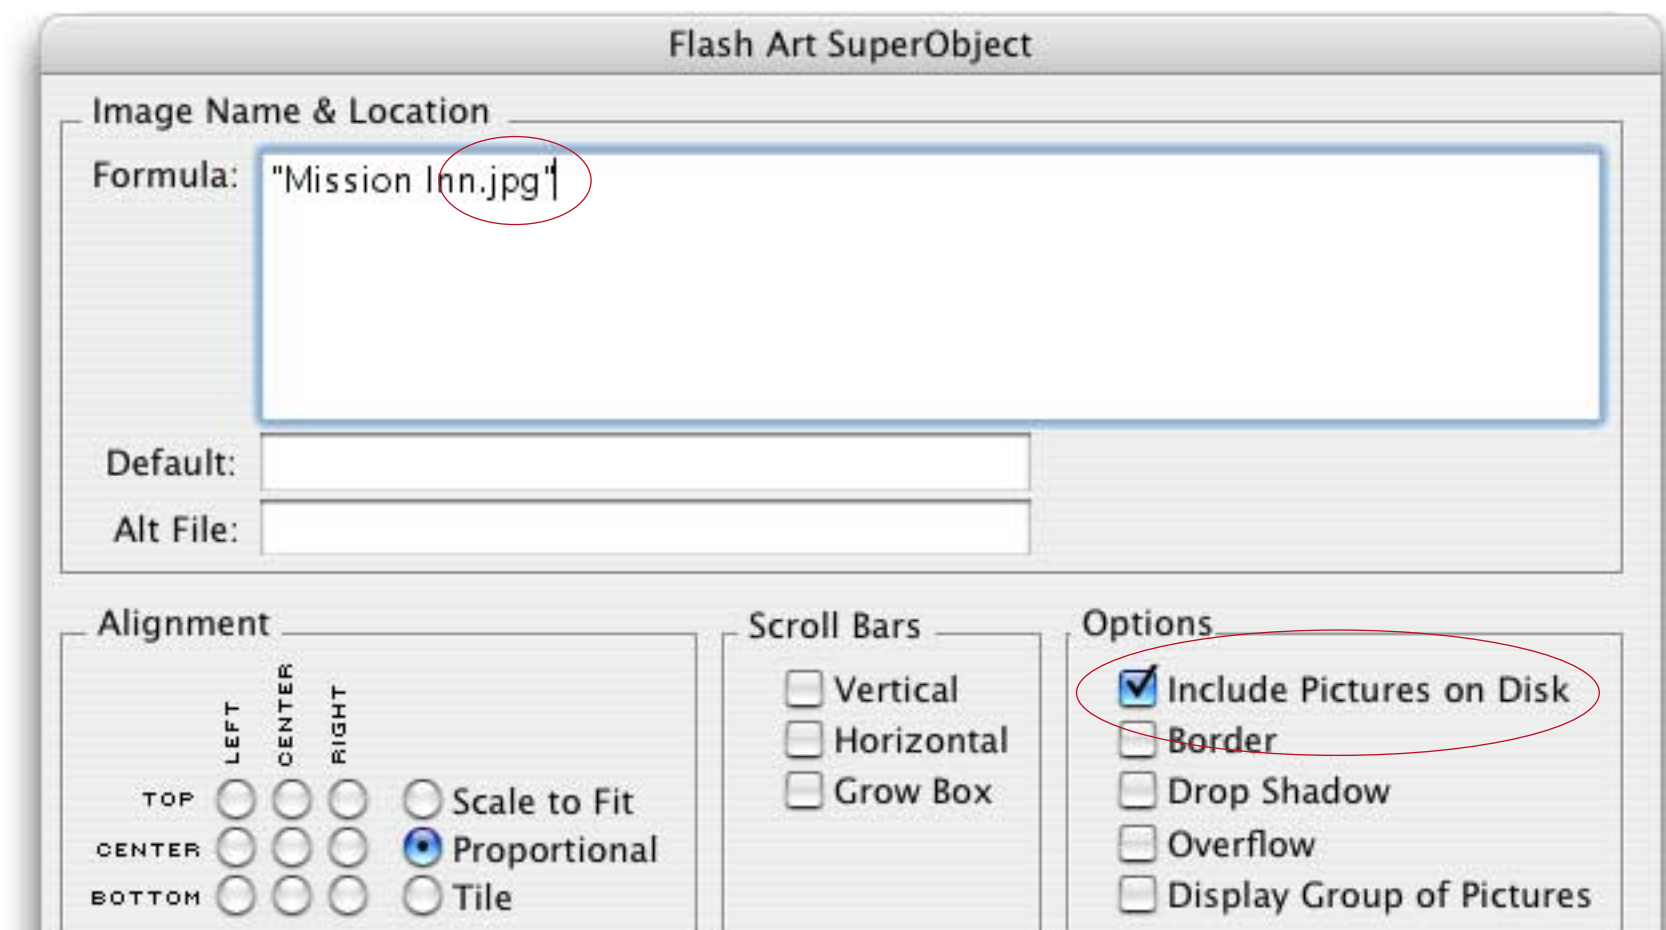 Flash Art SuperObject
Image Name & Location
Formula: "Mission Inn.jpg"
Default:
Alt File:
Alignment
LEFT CENTER RIGHT
TOP Scale to Fit
CENTER Proportional
BOTTOM Tile
Scroll Bars
Vertical
Horizontal
Grow Box
Options
Include Pictures on Disk
Border
Drop Shadow
Overflow
Display Group of Pictures